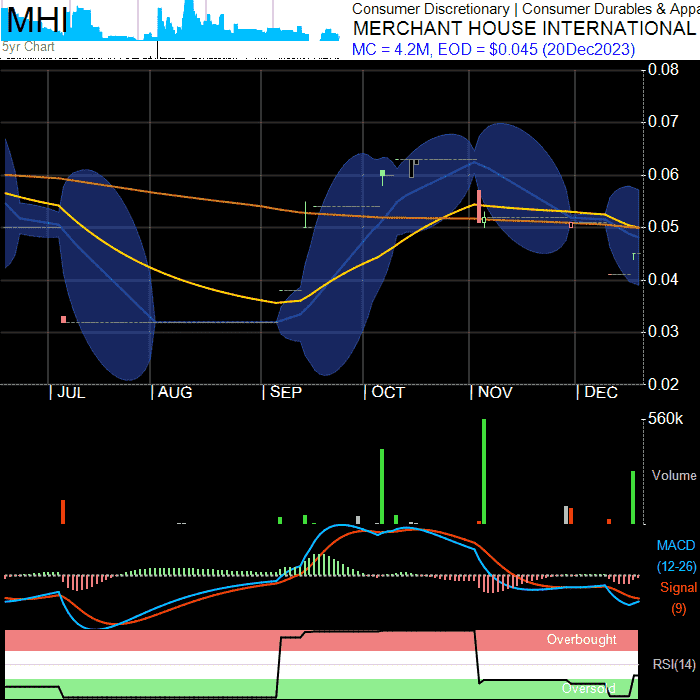 MHI
5yr Chart
Consumer Discretionary | Consumer Durables & Appa
MERCHANT HOUSE INTERNATIONAL
MC = 4.2M, EOD = $0.045 (20Dec2023)
0.08
0.07
0.06
0.05
0.04
0.03
0.02
| JUL | AUG | SEP | OCT | NOV | DEC
560k
Volume
MACD
(12-26)
Signal
(9)
Overbought
RSI(14)
Oversold